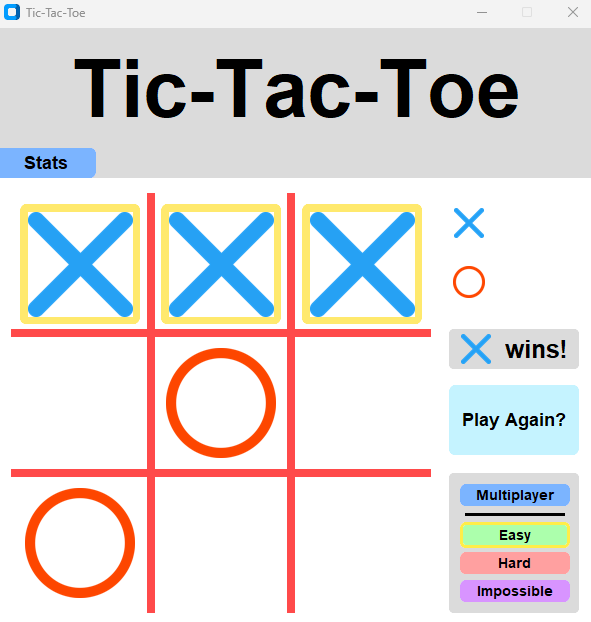 Tic-Tac-Toe
Tic-Tac-Toe
Stats
wins!
Play Again?
Multiplayer
Easy
Hard
Impossible